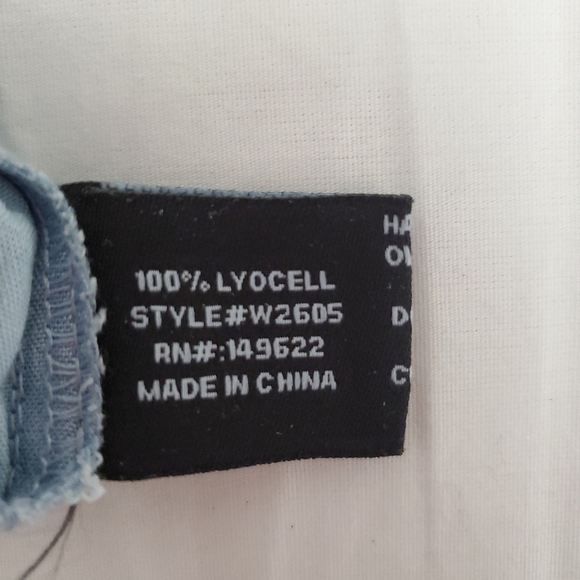 100% LYOCELL
STYLE#W2605
RN#:149622
MADE IN CHINA